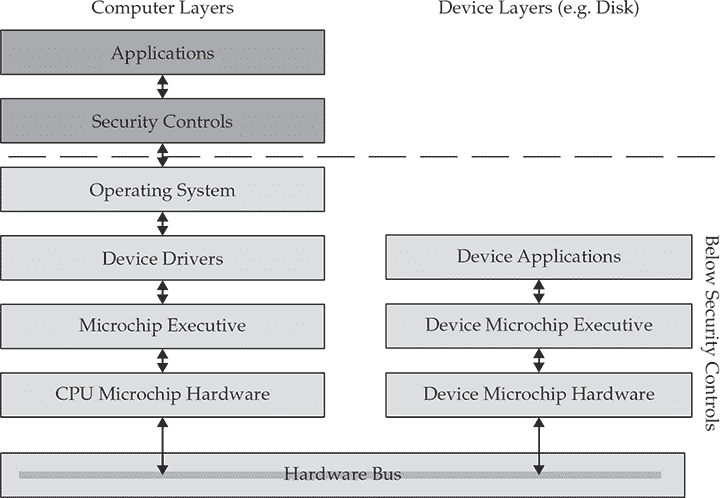 Computer Layers
Device Layers (e.g. Disk)
Applications
Security Controls
Operating System
Device Drivers
Device Applications
Microchip Executive
Device Microchip Executive
CPU Microchip Hardware
Device Microchip Hardware
Below Security Controls
Hardware Bus